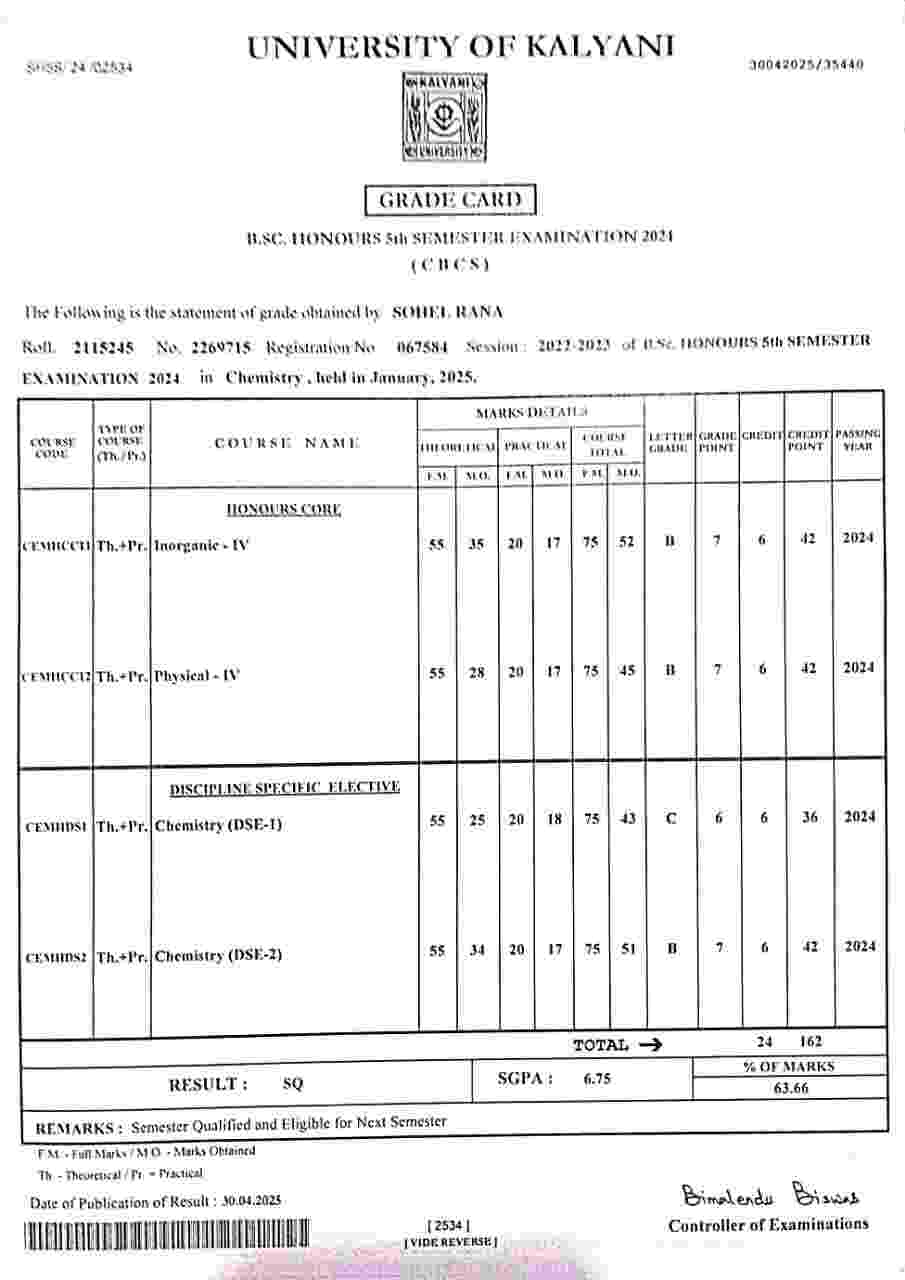 UNIVERSITY OF KALYANI
SHSS/ 24 /02534
30042025/35440
KALYANI
UNIVERSITY
GRADE CARD
B.SC. HONOURS 5th SEMESTER EXAMINATION 2024
( C B C S )
The Following is the statement of grade obtained by SOHEL RANA
Roll. 2115245 No. 2269715 Registration No 067584 Session : 2022-2023 of B.Sc. HONOURS 5th SEMESTER
EXAMINATION 2024 in Chemistry , held in January, 2025.
COURSE CODE TYPE OF COURSE (Th./Pr.) COURSE NAME MARKS DETAILS LETTER GRADE GRADE POINT CREDIT CREDIT POINT PASSING YEAR
THEORETICAL PRACTICAL COURSE TOTAL
F.M. M.O. F.M. M.O. F.M. M.O.
HONOURS CORE
CEMHCC11 Th.+Pr. Inorganic - IV 55 35 20 17 75 52 B 7 6 42 2024
CEMHCC12 Th.+Pr. Physical - IV 55 28 20 17 75 45 B 7 6 42 2024
DISCIPLINE SPECIFIC ELECTIVE
CEMHDS1 Th.+Pr. Chemistry (DSE-1) 55 25 20 18 75 43 C 6 6 36 2024
CEMHDS2 Th.+Pr. Chemistry (DSE-2) 55 34 20 17 75 51 B 7 6 42 2024
TOTAL → 24 162
RESULT : SQ SGPA : 6.75 % OF MARKS
63.66
REMARKS : Semester Qualified and Eligible for Next Semester
F.M. - Full Marks / M.O. - Marks Obtained
Th. - Theoretical / Pr. = Practical
Date of Publication of Result : 30.04.2025
Bimalendu Biswas
[ 2534 ]
Controller of Examinations
[ VIDE REVERSE ]